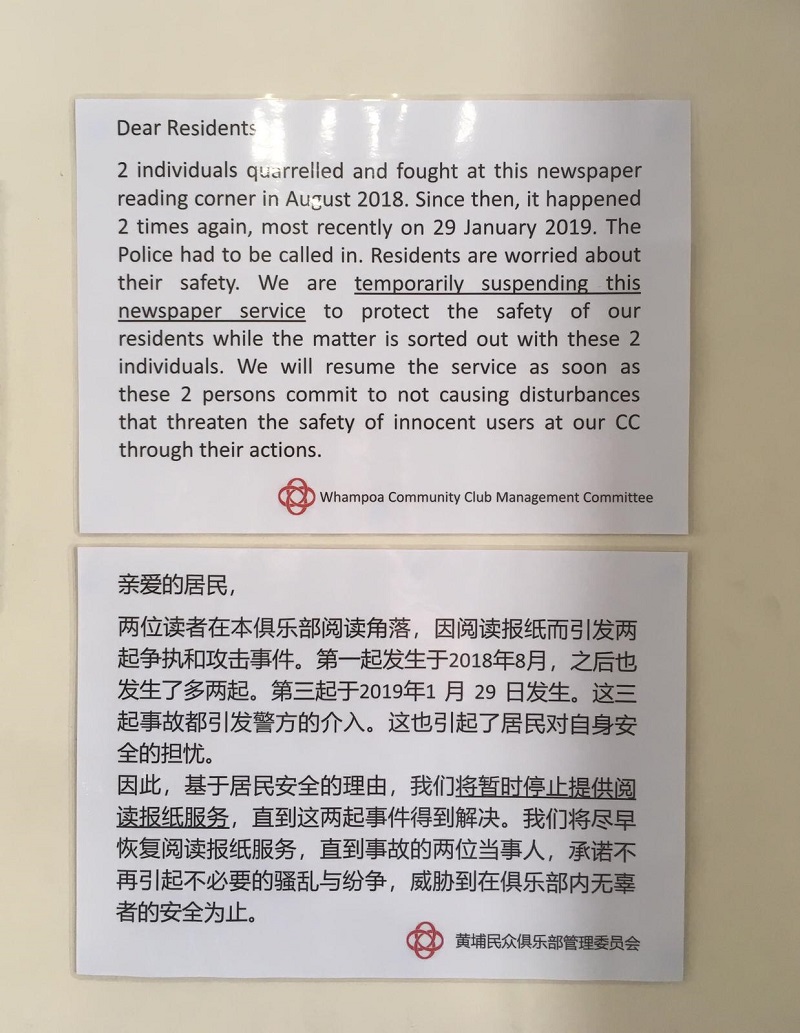 Dear Residents
2 individuals quarrelled and fought at this newspaper
reading corner in August 2018. Since then, it happened
2 times again, most recently on 29 January 2019. The
Police had to be called in. Residents are worried about
their safety. We are temporarily suspending this
newspaper service to protect the safety of our
residents while the matter is sorted out with these 2
individuals. We will resume the service as soon as
these 2 persons commit to not causing disturbances
that threaten the safety of innocent users at our CC
through their actions.
Whampoa Community Club Management Committee
亲爱的居民，
两位读者在本俱乐部阅读角落，因阅读报纸而引发两
起争执和攻击事件。第一起发生于2018年8月，之后也
发生了多两起。第三起于2019年1 月 29 日发生。这三
起事故都引发警方的介入。这也引起了居民对自身安
全的担忧。
因此，基于居民安全的理由，我们将暂时停止提供阅
读报纸服务，直到这两起事件得到解决。我们将尽早
恢复阅读报纸服务，直到事故的两位当事人，承诺不
再引起不必要的骚乱与纷争，威胁到在俱乐部内无辜
者的安全为止。
黄埔民众俱乐部管理委员会